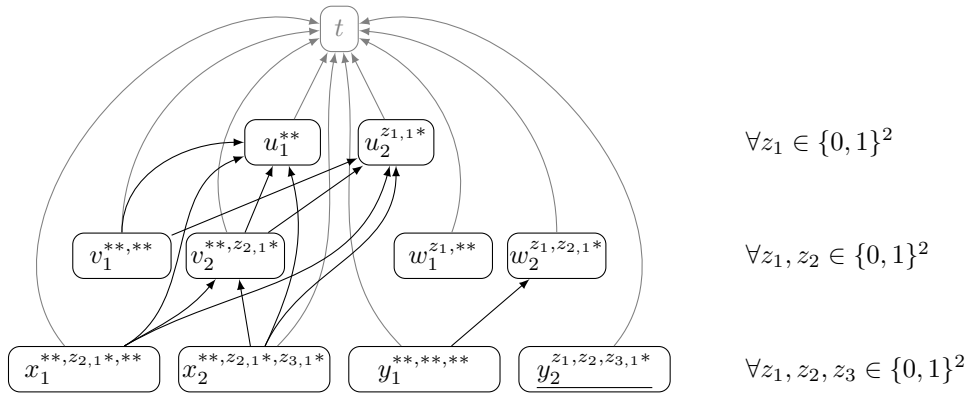 t
u_1^{**} u_2^{z_{1,1}*} ∀z_1 ∈ {0, 1}^2
v_1^{**,**} v_2^{**,z_{2,1}*} w_1^{z_1,**} w_2^{z_1,z_{2,1}*} ∀z_1, z_2 ∈ {0, 1}^2
x_1^{**,z_{2,1}*,**} x_2^{**,z_{2,1}*,z_{3,1}*} y_1^{**,**,**} y_2^{z_1,z_2,z_{3,1}*} ∀z_1, z_2, z_3 ∈ {0, 1}^2